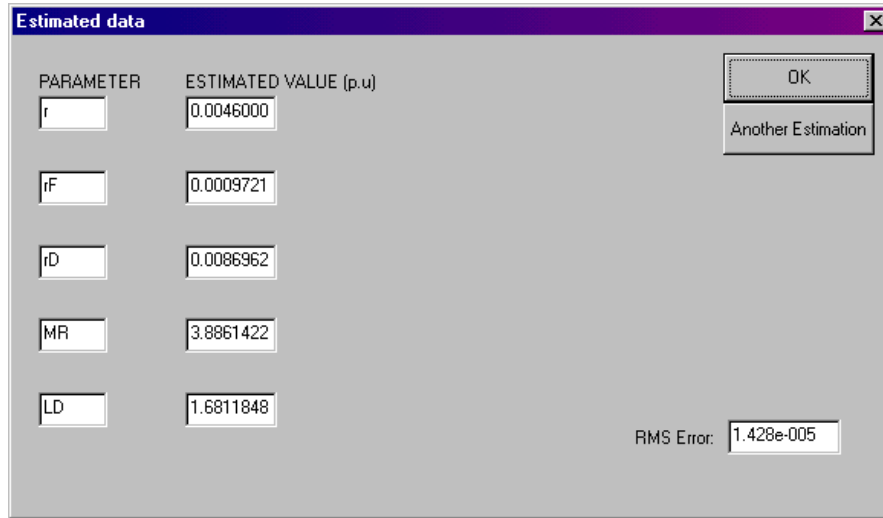 Estimated data
PARAMETER ESTIMATED VALUE (p.u)
r 0.0046000
rF 0.0009721
rD 0.0086962
MR 3.8861422
LD 1.6811848
OK
Another Estimation
RMS Error: 1.428e-005